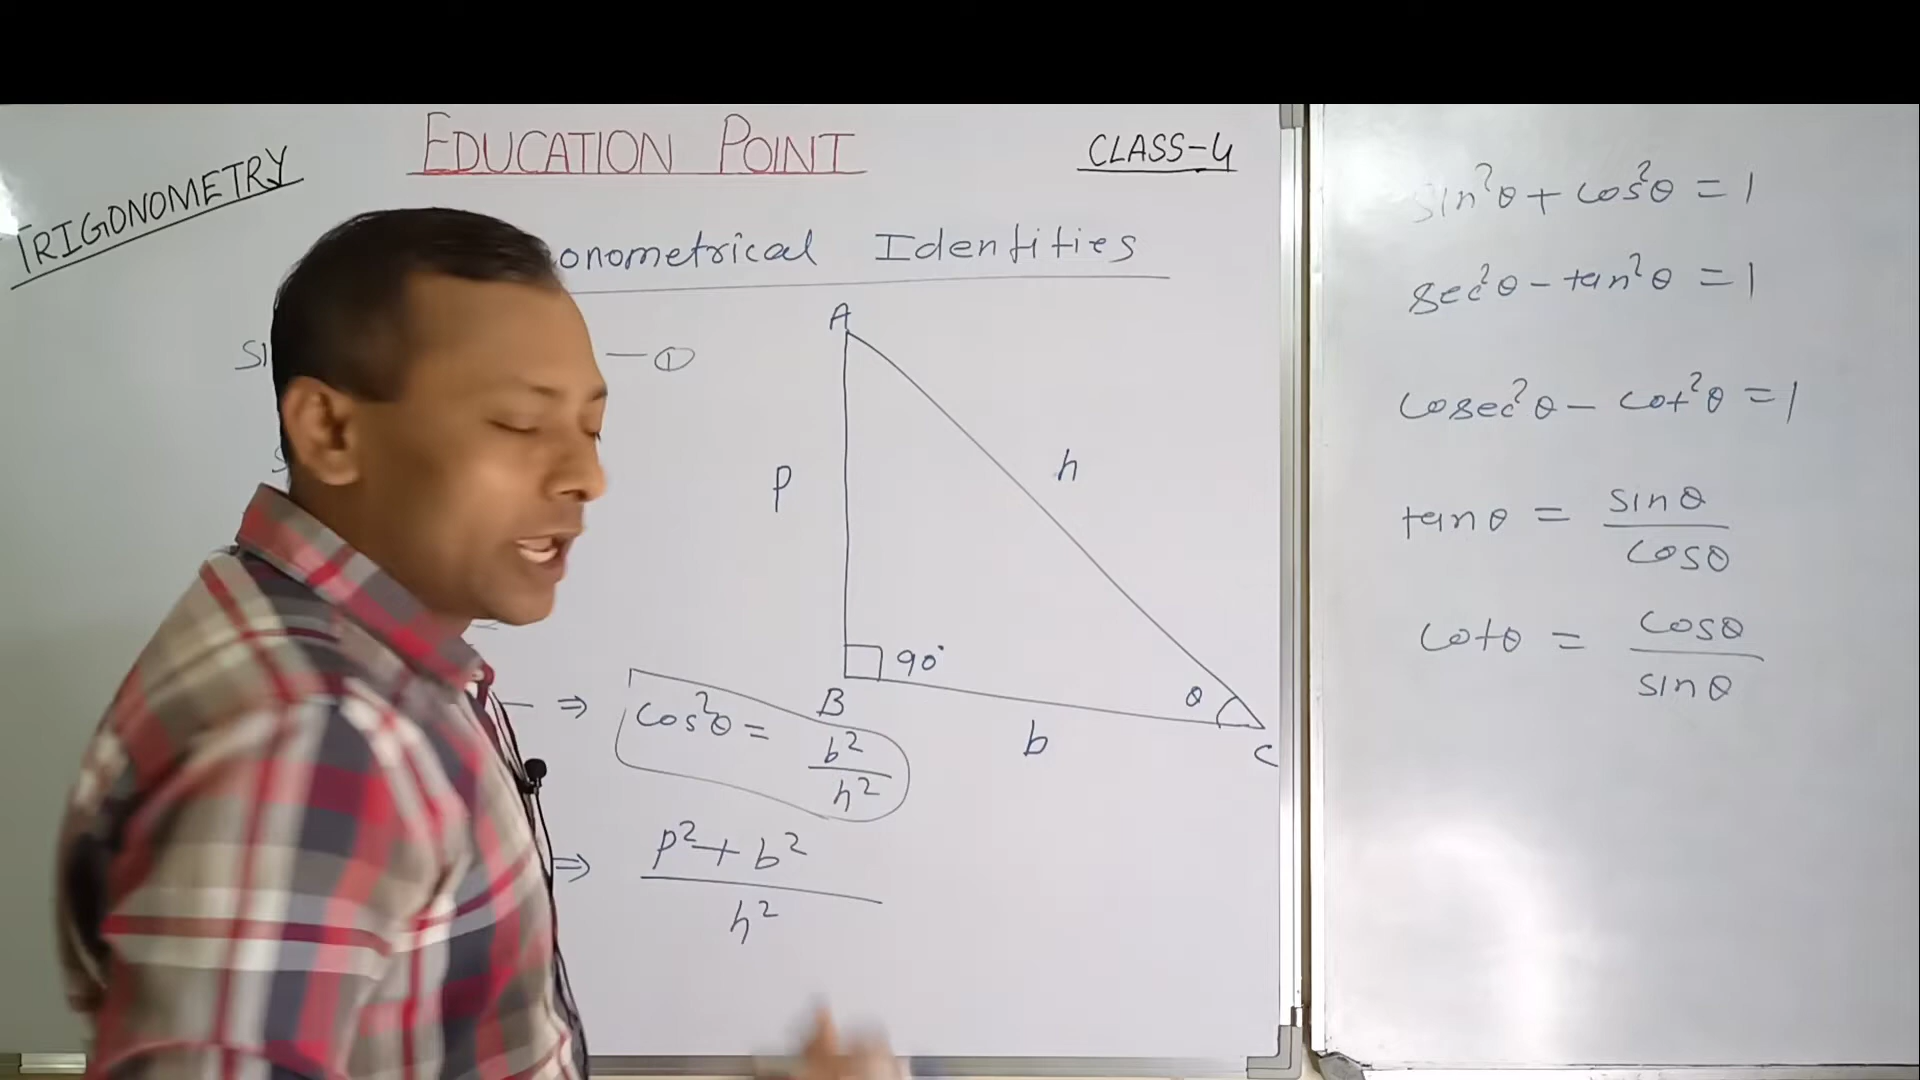 TRIGONOMETRY
EDUCATION POINT
CLASS-4
Identities
— ①
A
p
h
90°
B
θ
b
C
⇒ cos²θ = b²/h²
⇒ p² + b² / h²
sin²θ + cos²θ = 1
sec²θ - tan²θ = 1
cosec²θ - cot²θ = 1
tanθ = sinθ/cosθ
cotθ = cosθ/sinθ